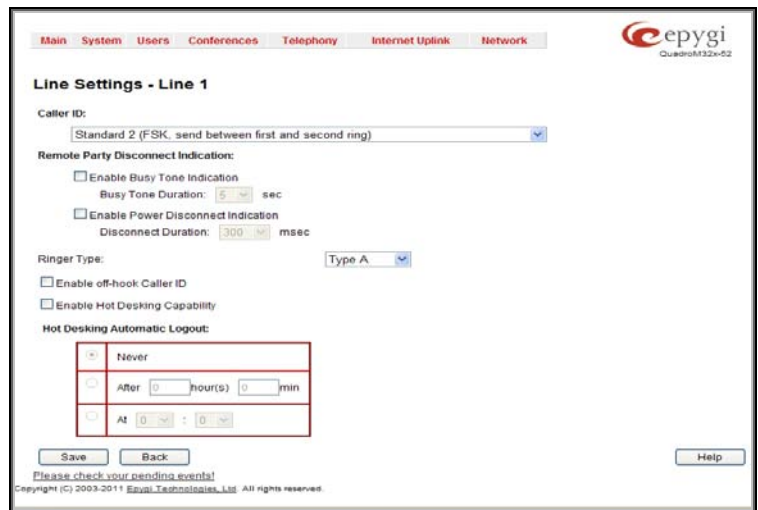 Main System Users Conferences Telephony Internet Uplink Network
epygi
QuadroM32x-52
Line Settings - Line 1
Caller ID:
Standard 2 (FSK, send between first and second ring)
Remote Party Disconnect Indication:
Enable Busy Tone Indication
Busy Tone Duration: 5 sec
Enable Power Disconnect Indication
Disconnect Duration: 300 msec
Ringer Type: Type A
Enable off-hook Caller ID
Enable Hot Desking Capability
Hot Desking Automatic Logout:
Never
After 0 hour(s) 0 min
At 0 : 0
Save Back Help
Please check your pending events!
Copyright (C) 2003-2011 Epygi Technologies, Ltd. All rights reserved.